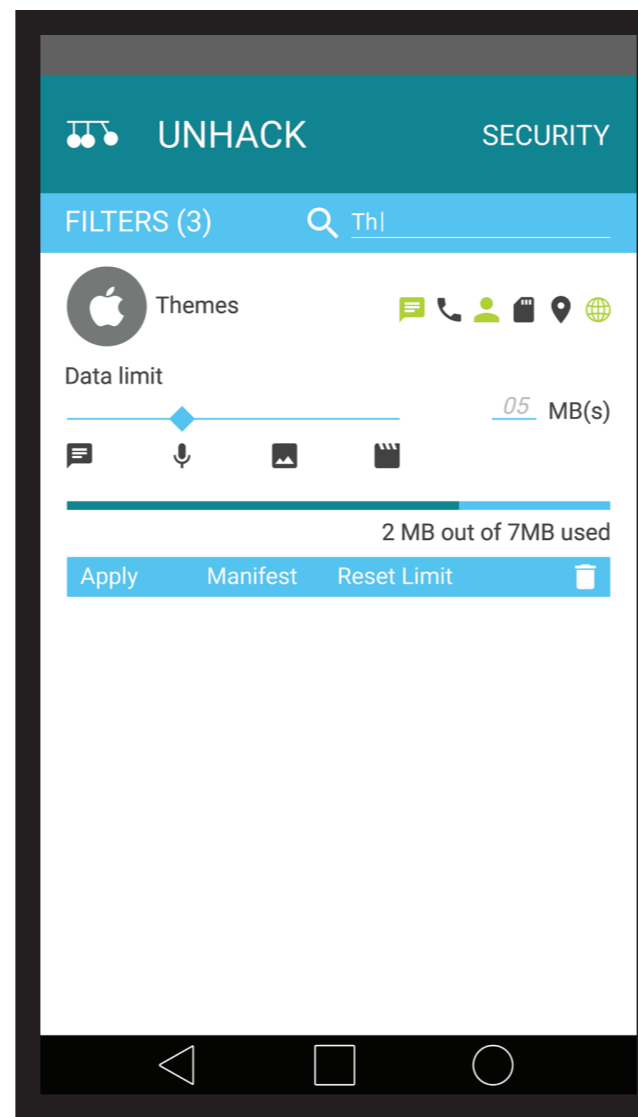 UNHACK SECURITY
FILTERS (3) Th
Themes
Data limit
05 MB(s)
2 MB out of 7MB used
Apply Manifest Reset Limit